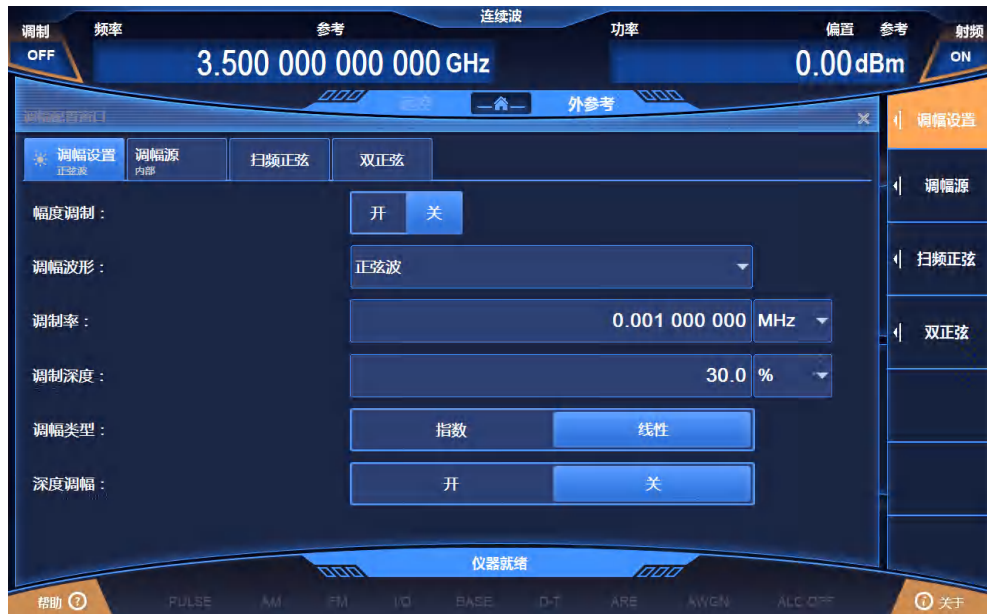 连续波
调制 频率 参考 功率 偏置 参考 射频
OFF 3.500 000 000 000 GHz 0.00 dBm ON
外参考
调幅配置窗口
调幅设置
正弦波
调幅源
内部
扫频正弦
双正弦
幅度调制：
开 关
调幅波形：
正弦波
调制率：
0.001 000 000 MHz
调制深度：
30.0 %
调幅类型：
指数 线性
深度调幅：
开 关
调幅设置
调幅源
扫频正弦
双正弦
仪器就绪
帮助 PULSE AM FM I/O BASE D-T ARB AWGN ALC OFF 关于